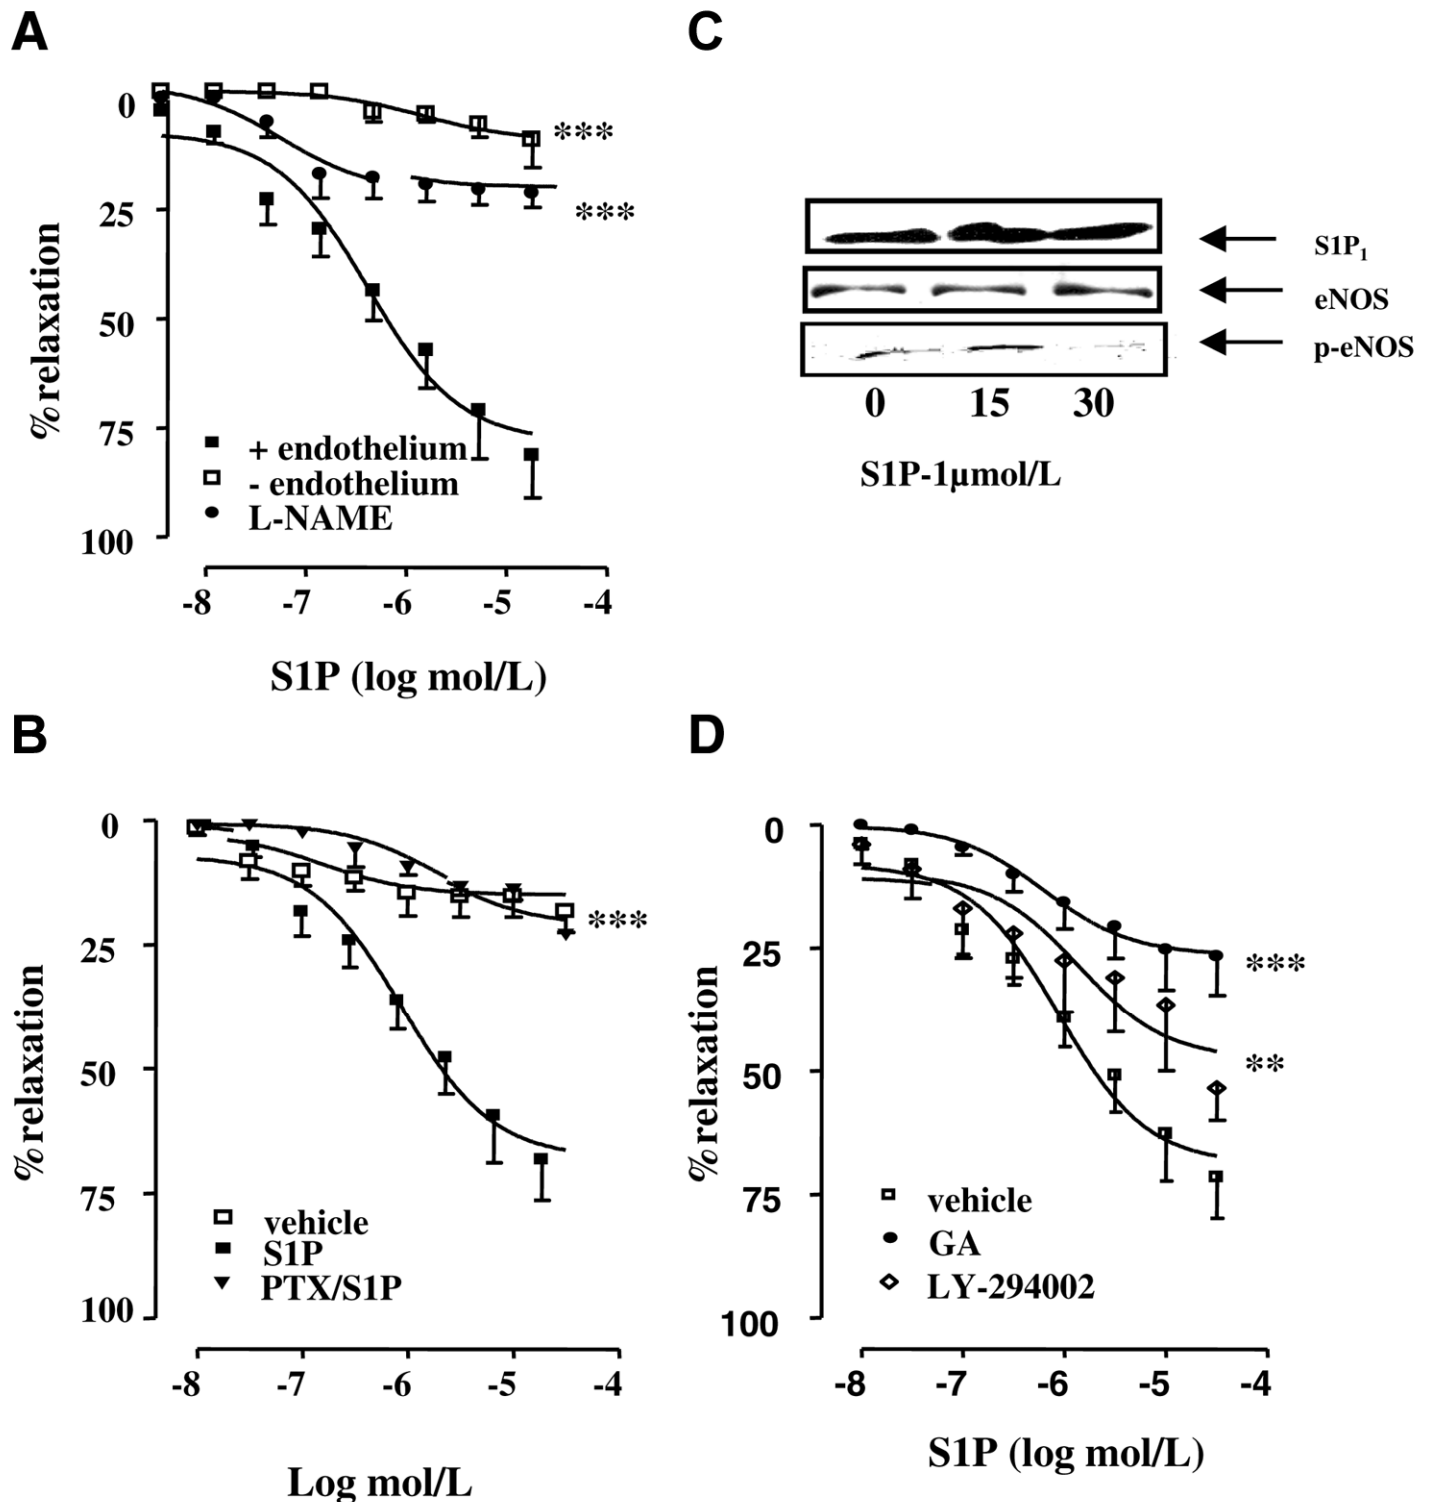 A
0
25
50
75
100
% relaxation
+ endothelium
- endothelium
L-NAME
***
***
-8 -7 -6 -5 -4
S1P (log mol/L)
C
S1P1
eNOS
p-eNOS
0 15 30
S1P-1µmol/L
B
0
25
50
75
100
% relaxation
vehicle
S1P
PTX/S1P
***
-8 -7 -6 -5 -4
Log mol/L
D
0
25
50
75
100
% relaxation
vehicle
GA
LY-294002
***
**
-8 -7 -6 -5 -4
S1P (log mol/L)